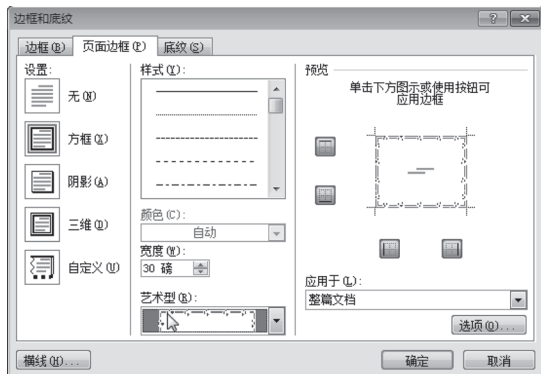 边框和底纹
边框(B) 页面边框(P) 底纹(S)
设置:
无(N)
方框(X)
阴影(A)
三维(D)
自定义(U)
样式(Y):
颜色(C):
自动
宽度(W):
30 磅
艺术型(R):
预览
单击下方图示或使用按钮可
应用边框
应用于(L):
整篇文档
选项(O)...
横线(H)...
确定
取消